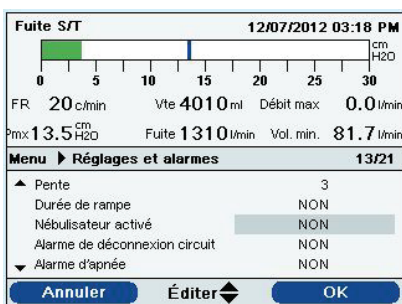 Fuite S/T 12/07/2012 03:18 PM
cm
H2O
0 5 10 15 20 25 30
FR 20 c/min Vte 4010 ml Débit max 0.0 l/min
Pmx 13.5 cm H2O Fuite 1310 l/min Vol. min. 81.7 l/min
Menu Réglages et alarmes 13/21
Pente 3
Durée de rampe NON
Nébulisateur activé NON
Alarme de déconnexion circuit NON
Alarme d'apnée NON
Annuler Éditer OK